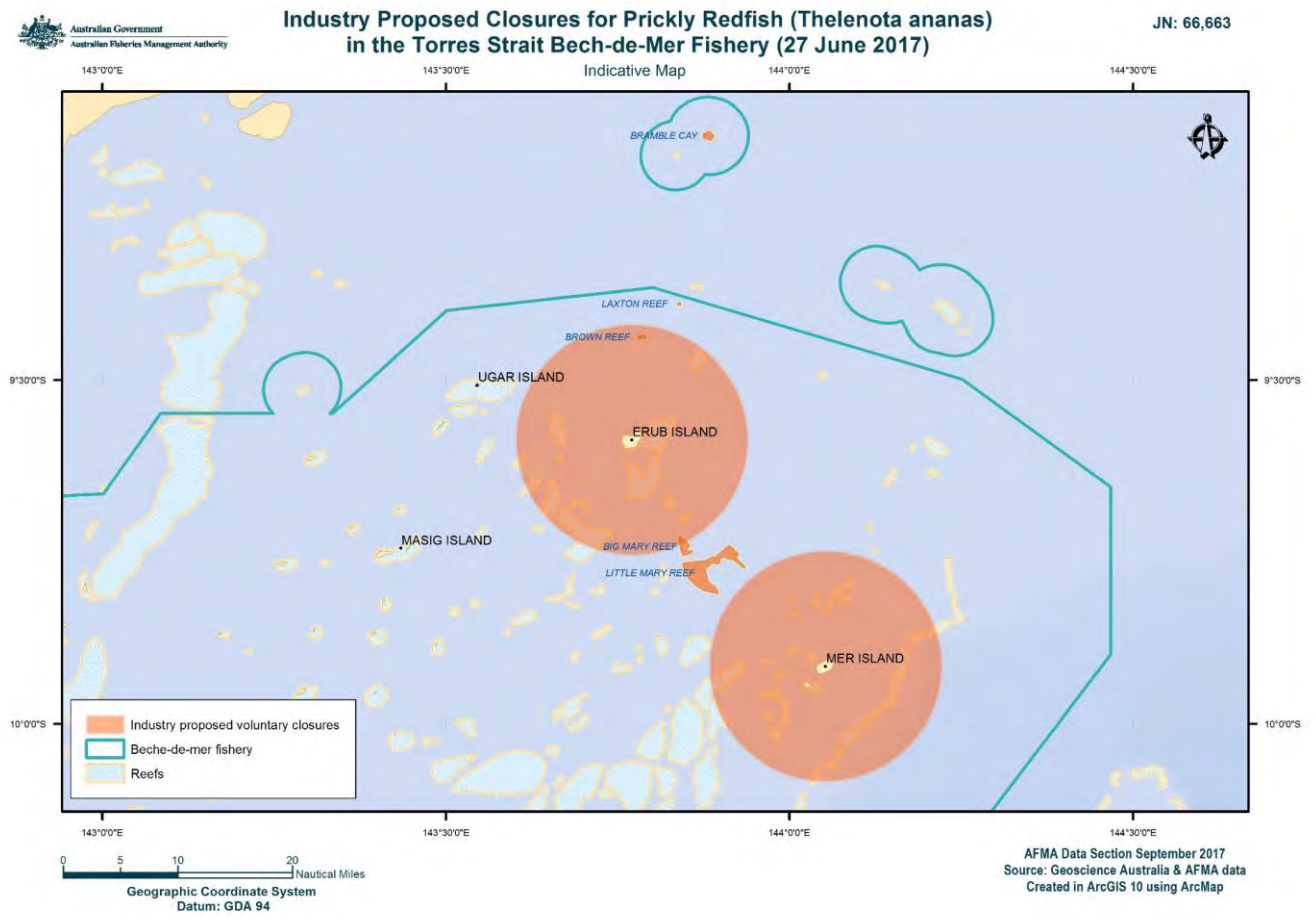 Australian Government
Australian Fisheries Management Authority
Industry Proposed Closures for Prickly Redfish (Thelenota ananas)
in the Torres Strait Bech-de-Mer Fishery (27 June 2017)
Indicative Map
JN: 66,663
143°0'0"E
143°30'0"E
144°0'0"E
144°30'0"E
BRAMBLE CAY
LAXTON REEF
BROWN REEF
9°30'0"S
9°30'0"S
UGAR ISLAND
ERUB ISLAND
MASIG ISLAND
BIG MARY REEF
LITTLE MARY REEF
MER ISLAND
10°0'0"S
10°0'0"S
Industry proposed voluntary closures
Beche-de-mer fishery
Reefs
143°0'0"E
143°30'0"E
144°0'0"E
144°30'0"E
0 5 10 20
Nautical Miles
Geographic Coordinate System
Datum: GDA 94
AFMA Data Section September 2017
Source: Geoscience Australia & AFMA data
Created in ArcGIS 10 using ArcMap